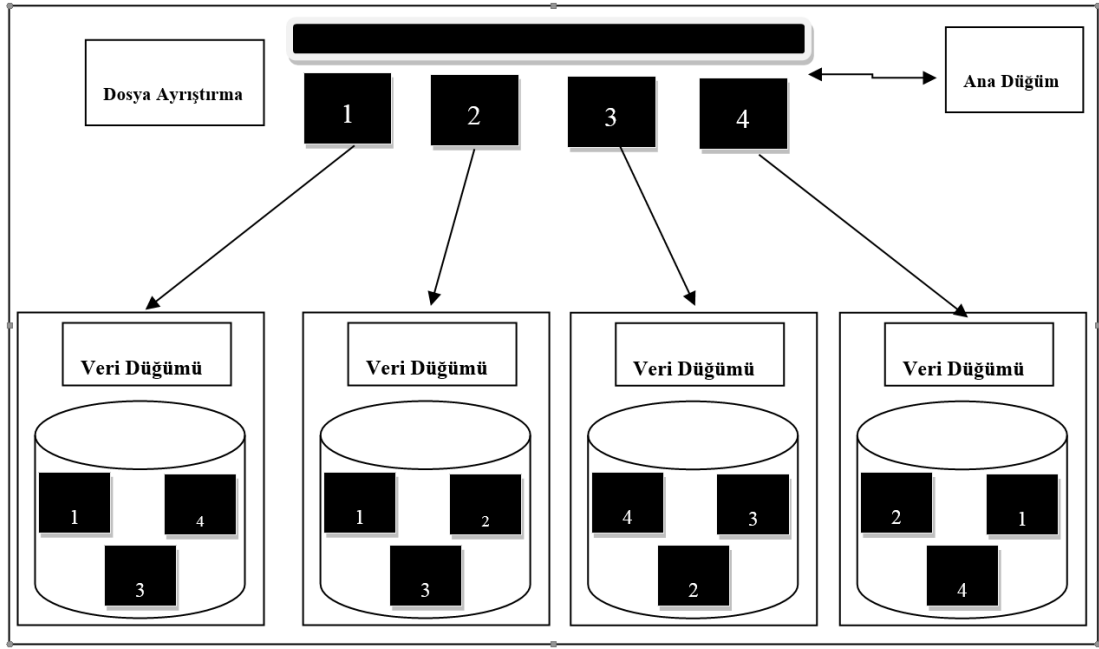 Dosya Ayrıştırma
Ana Düğüm
1 2 3 4
Veri Düğümü Veri Düğümü Veri Düğümü Veri Düğümü
1 4 1 2 4 3 2 1
3 3 2 4